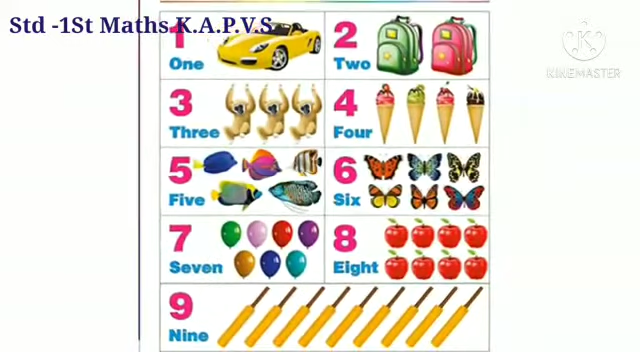 Std -1St Maths K.A.P.V.S
1
One
2
Two
3
Three
4
Four
5
Five
6
Six
7
Seven
8
Eight
9
Nine
KINEMASTER